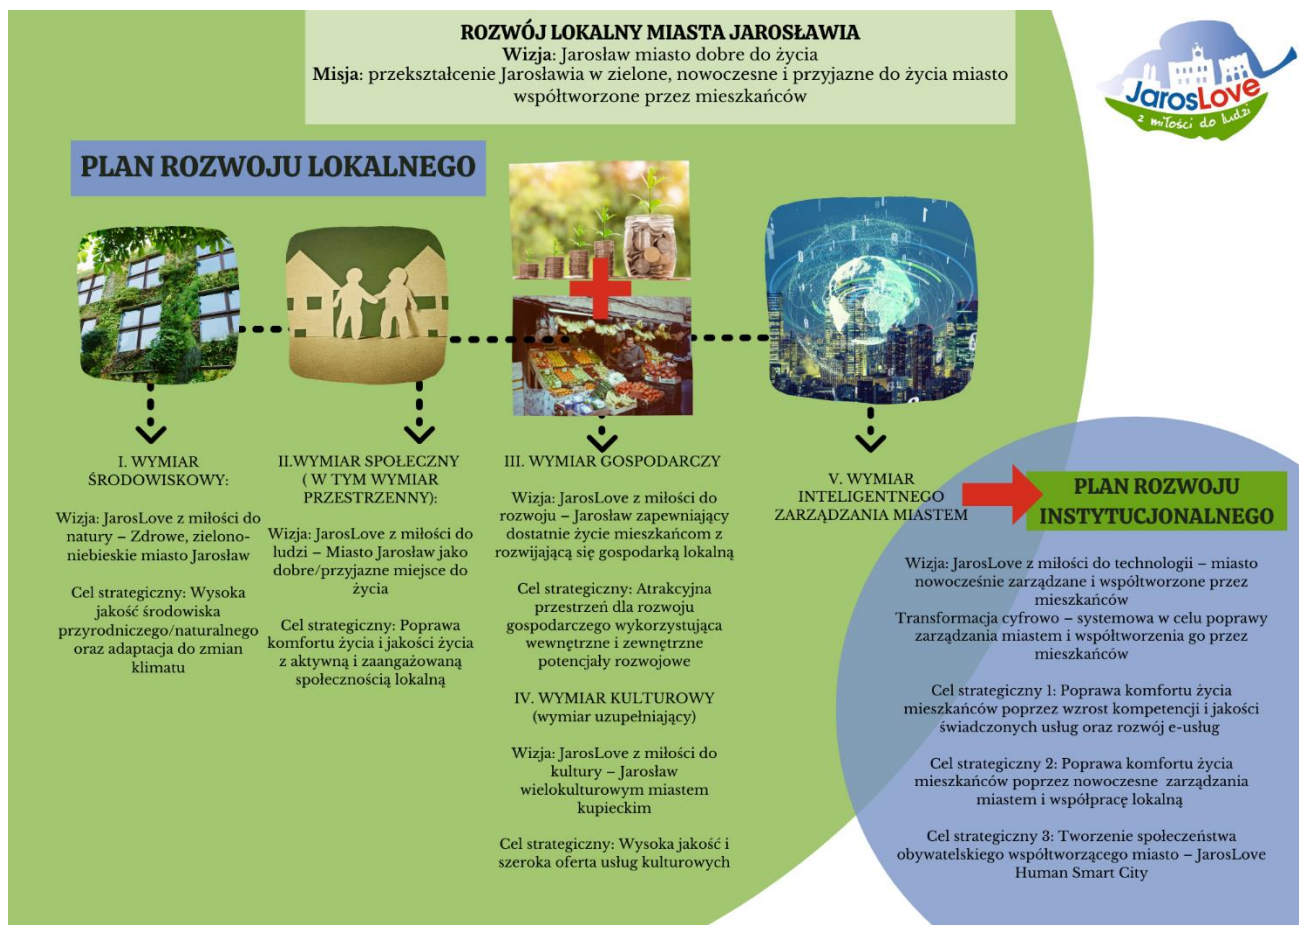 ROZWÓJ LOKALNY MIASTA JAROSŁAWIA
Wizja: Jarosław miasto dobre do życia
Misja: przekształcenie Jarosławia w zielone, nowoczesne i przyjazne do życia miasto
współtworzone przez mieszkańców
JarosLove
z miłości do ludzi
PLAN ROZWOJU LOKALNEGO
I. WYMIAR
ŚRODOWISKOWY:
Wizja: JarosLove z miłości do
natury – Zdrowe, zielono-
niebieskie miasto Jarosław
Cel strategiczny: Wysoka
jakość środowiska
przyrodniczego/naturalnego
oraz adaptacja do zmian
klimatu
II.WYMIAR SPOŁECZNY
( W TYM WYMIAR
PRZESTRZENNY):
Wizja: JarosLove z miłości do
ludzi – Miasto Jarosław jako
dobre/przyjazne miejsce do
życia
Cel strategiczny: Poprawa
komfortu życia i jakości życia
z aktywną i zaangażowaną
społecznością lokalną
III. WYMIAR GOSPODARCZY
Wizja: JarosLove z miłości do
rozwoju – Jarosław zapewniający
dostatnie życie mieszkańcom z
rozwijającą się gospodarką lokalną
Cel strategiczny: Atrakcyjna
przestrzeń dla rozwoju
gospodarczego wykorzystująca
wewnętrzne i zewnętrzne
potencjały rozwojowe
IV. WYMIAR KULTUROWY
(wymiar uzupełniający)
Wizja: JarosLove z miłości do
kultury – Jarosław
wielokulturowym miastem
kupieckim
Cel strategiczny: Wysoka jakość i
szeroka oferta usług kulturowych
V. WYMIAR
INTELIGENTNEGO
ZARZĄDZANIA MIASTEM
PLAN ROZWOJU
INSTYTUCJONALNEGO
Wizja: JarosLove z miłości do technologii – miasto
nowocześnie zarządzane i współtworzone przez
mieszkańców
Transformacja cyfrowo – systemowa w celu poprawy
zarządzania miastem i współtworzenia go przez
mieszkańców
Cel strategiczny 1: Poprawa komfortu życia
mieszkańców poprzez wzrost kompetencji i jakości
świadczonych usług oraz rozwój e-usług
Cel strategiczny 2: Poprawa komfortu życia
mieszkańców poprzez nowoczesne zarządzania
miastem i współpracę lokalną
Cel strategiczny 3: Tworzenie społeczeństwa
obywatelskiego współtworzącego miasto – JarosLove
Human Smart City